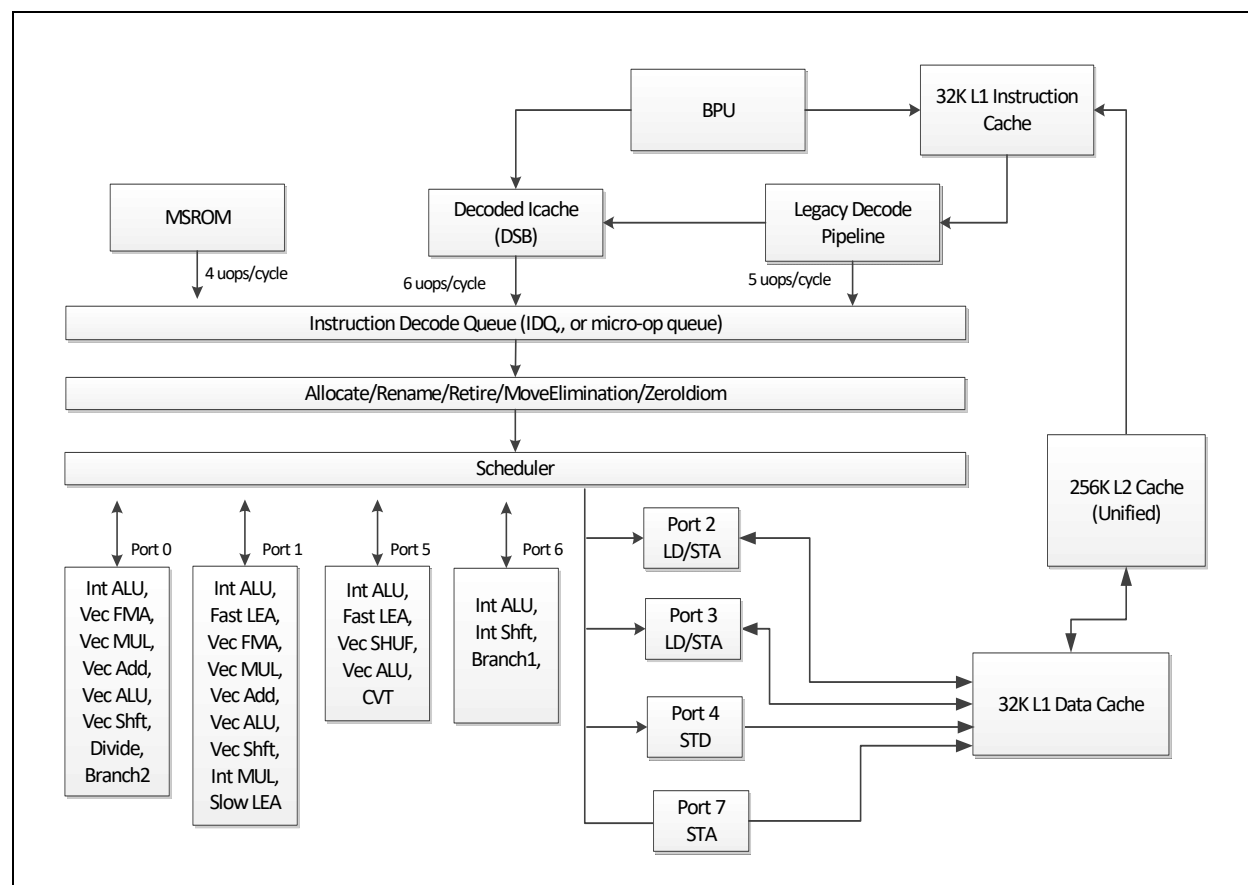 BPU
32K L1 Instruction
Cache
MSROM
Decoded Icache
(DSB)
Legacy Decode
Pipeline
4 uops/cycle
6 uops/cycle
5 uops/cycle
Instruction Decode Queue (IDQ,, or micro-op queue)
Allocate/Rename/Retire/MoveElimination/ZeroIdiom
Scheduler
256K L2 Cache
(Unified)
Port 0
Int ALU,
Vec FMA,
Vec MUL,
Vec Add,
Vec ALU,
Vec Shft,
Divide,
Branch2
Port 1
Int ALU,
Fast LEA,
Vec FMA,
Vec MUL,
Vec Add,
Vec ALU,
Vec Shft,
Int MUL,
Slow LEA
Port 5
Int ALU,
Fast LEA,
Vec SHUF,
Vec ALU,
CVT
Port 6
Int ALU,
Int Shft,
Branch1,
Port 2
LD/STA
Port 3
LD/STA
Port 4
STD
Port 7
STA
32K L1 Data Cache